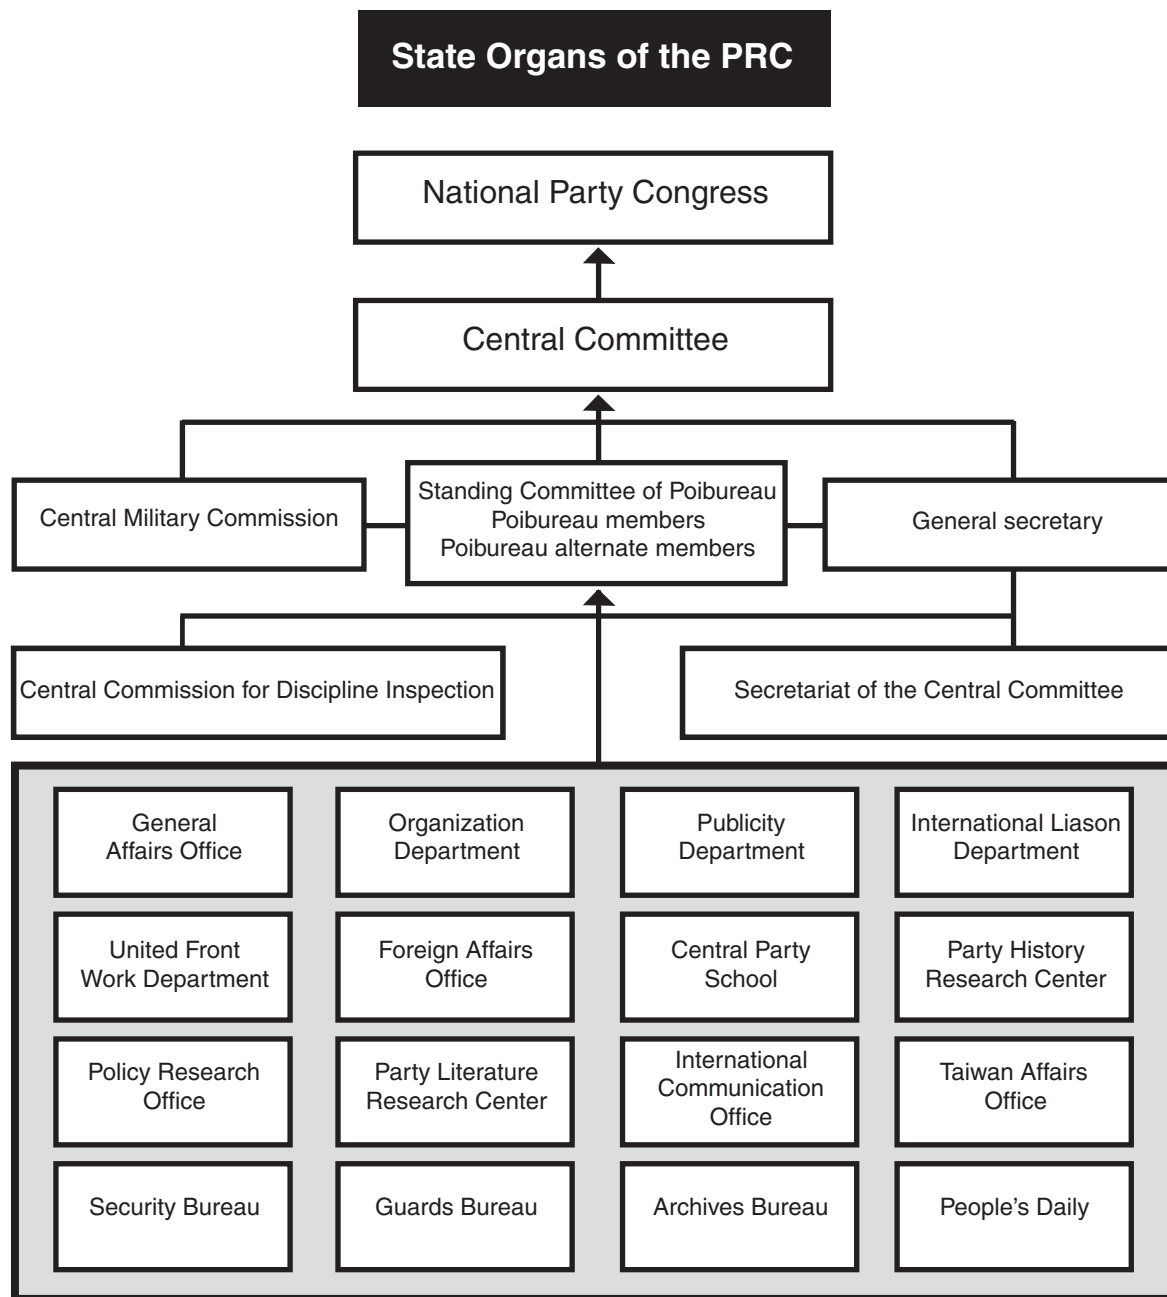 State Organs of the PRC
National Party Congress
Central Committee
Central Military Commission
Standing Committee of Poibureau
Poibureau members
Poibureau alternate members
General secretary
Central Commission for Discipline Inspection
Secretariat of the Central Committee
General
Affairs Office
Organization
Department
Publicity
Department
International Liason
Department
United Front
Work Department
Foreign Affairs
Office
Central Party
School
Party History
Research Center
Policy Research
Office
Party Literature
Research Center
International
Communication
Office
Taiwan Affairs
Office
Security Bureau
Guards Bureau
Archives Bureau
People's Daily